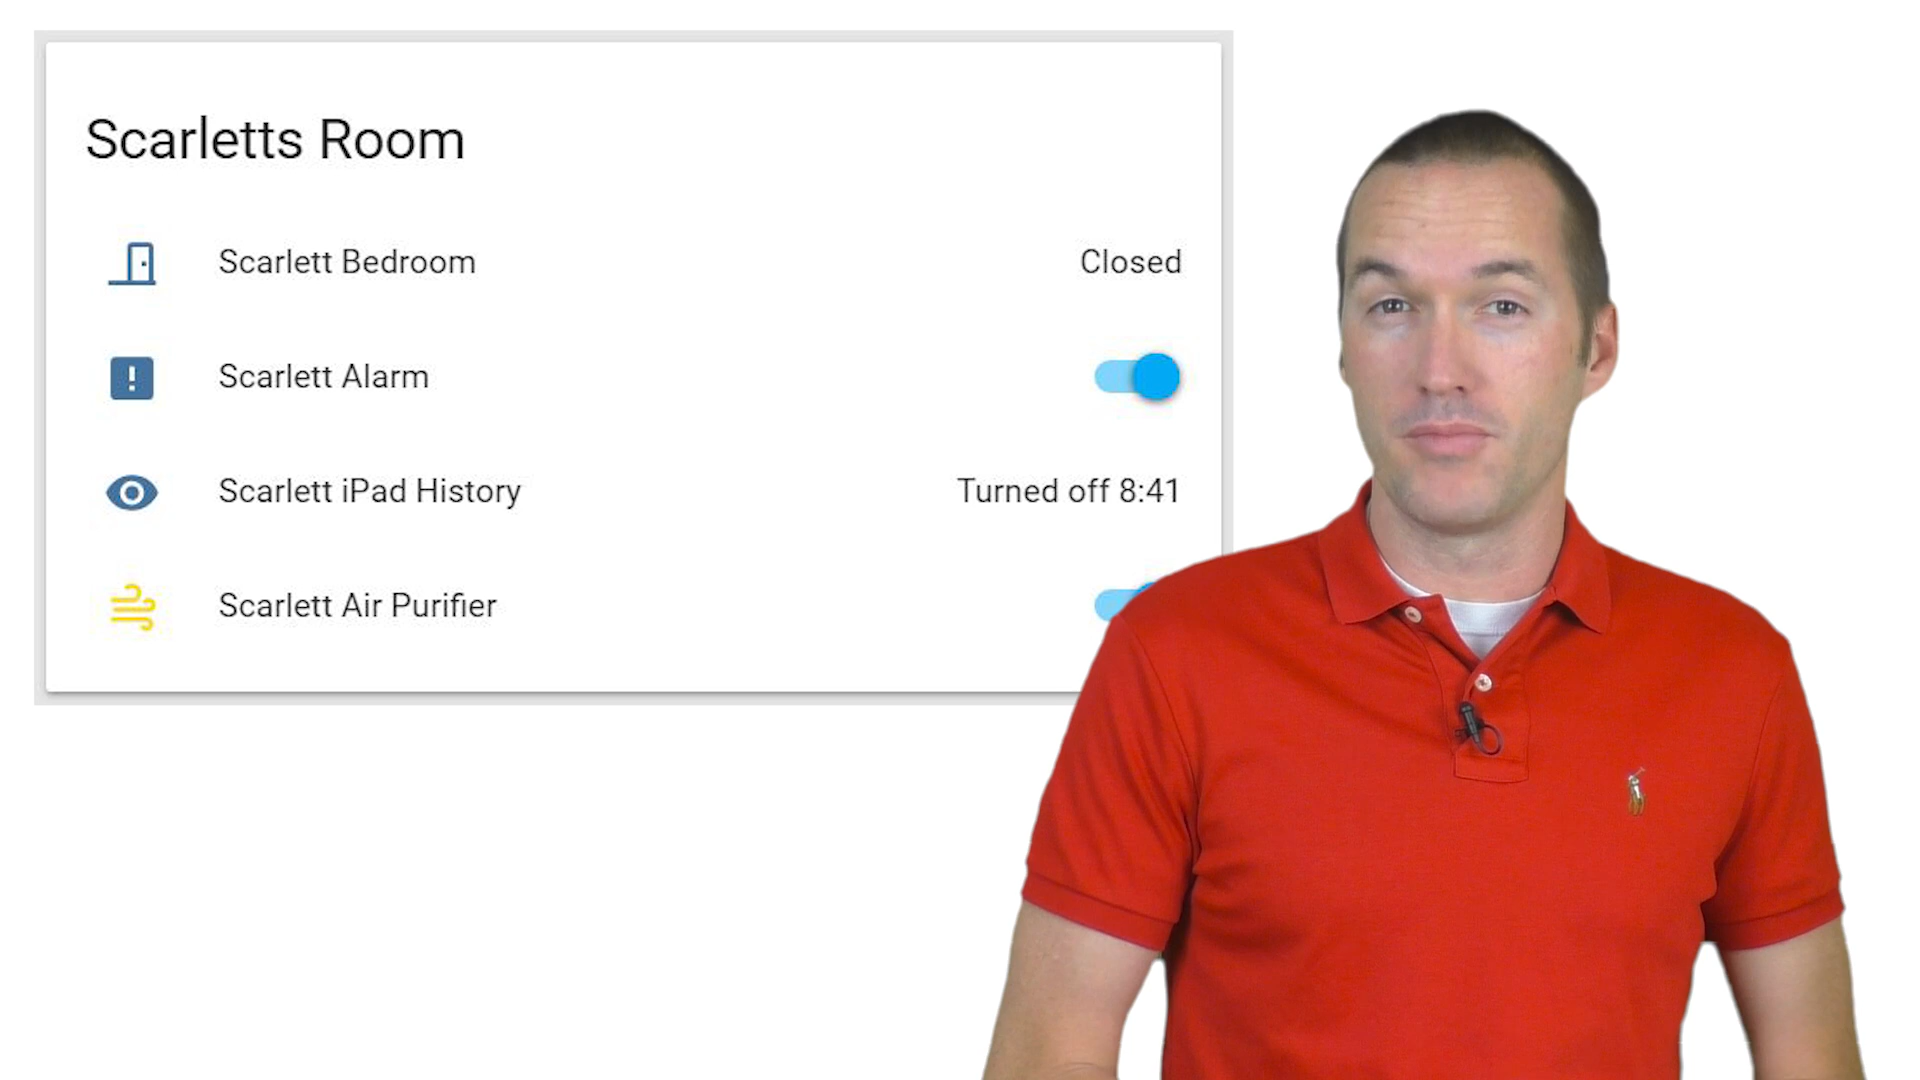 Scarletts Room
Scarlett Bedroom Closed
Scarlett Alarm
Scarlett iPad History Turned off 8:41
Scarlett Air Purifier